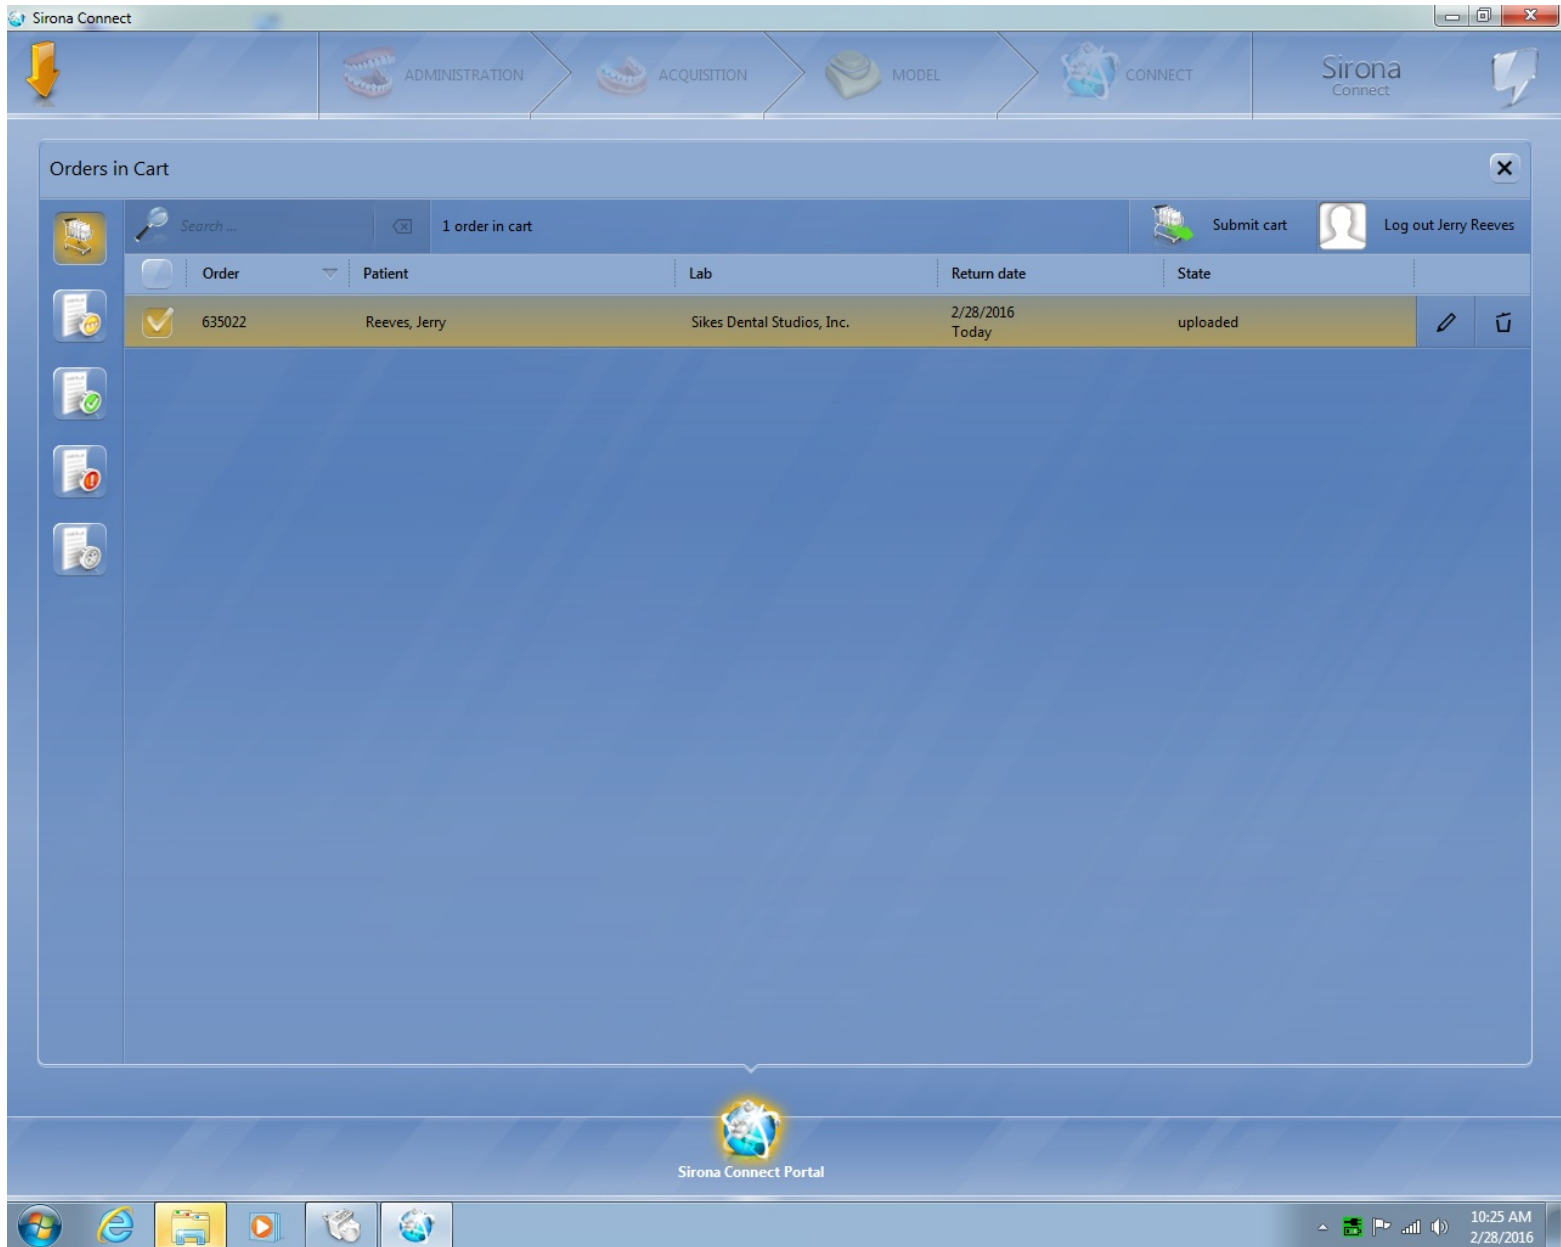 Sirona Connect
ADMINISTRATION
ACQUISITION
MODEL
CONNECT
Sirona
Connect
Orders in Cart
Search ...
1 order in cart
Submit cart
Log out Jerry Reeves
Order
Patient
Lab
Return date
State
635022
Reeves, Jerry
Sikes Dental Studios, Inc.
2/28/2016
Today
uploaded
Sirona Connect Portal
10:25 AM
2/28/2016